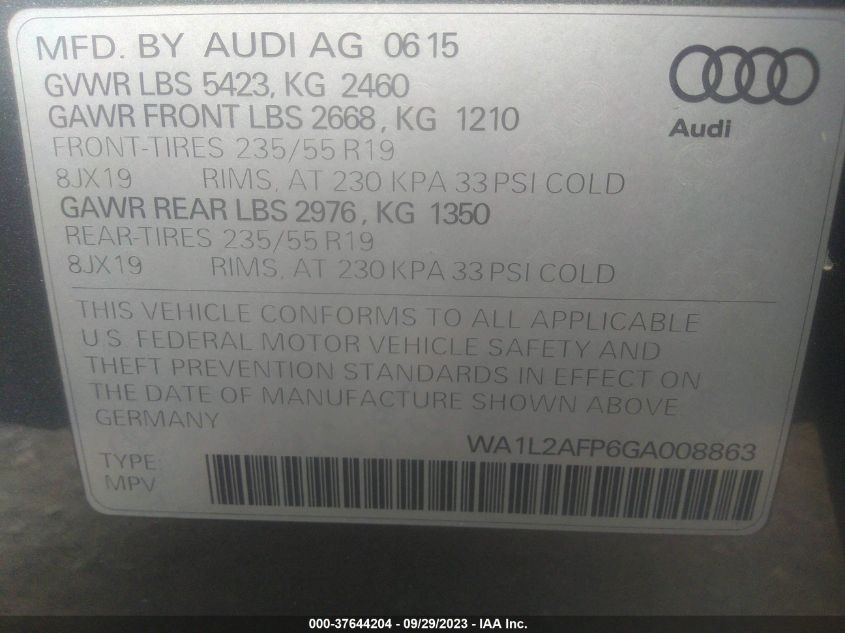 MFD. BY AUDI AG 0615
GVWR LBS 5423, KG 2460
GAWR FRONT LBS 2668, KG 1210
FRONT-TIRES 235/55 R19
8JX19 RIMS, AT 230 KPA 33 PSI COLD
GAWR REAR LBS 2976, KG 1350
REAR-TIRES 235/55 R19
8JX19 RIMS, AT 230 KPA 33 PSI COLD
Audi
THIS VEHICLE CONFORMS TO ALL APPLICABLE
U.S. FEDERAL MOTOR VEHICLE SAFETY AND
THEFT PREVENTION STANDARDS IN EFFECT ON
THE DATE OF MANUFACTURE SHOWN ABOVE.
GERMANY
WA1L2AFP6GA008863
TYPE:
MPV
000-37644204 - 09/29/2023 - IAA Inc.